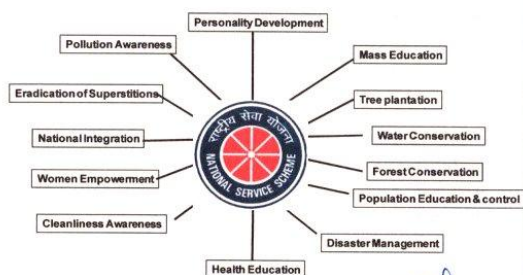 Personality Development
Pollution Awareness
Mass Education
Eradication of Superstitions
Tree plantation
National Integration
Water Conservation
Women Empowerment
Forest Conservation
Population Education & control
Cleanliness Awareness
Disaster Management
Health Education
राष्ट्रीय सेवा योजना
NATIONAL SERVICE SCHEME